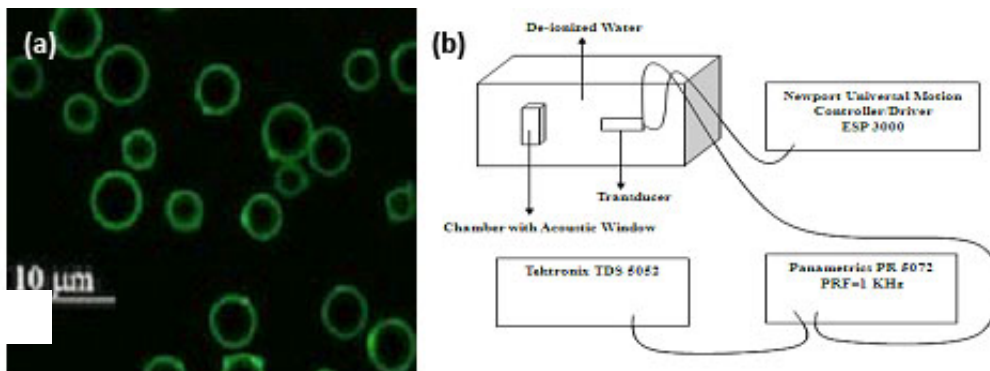 (a)
10 µm
(b)
De-ionized Water
Newport Universal Motion
Controller/Driver
ESP 3000
Trantducer
Chamber with Acoustic Window
Tektronix TDS 5052
Panametrics PR 5072
PRF=1 KHz